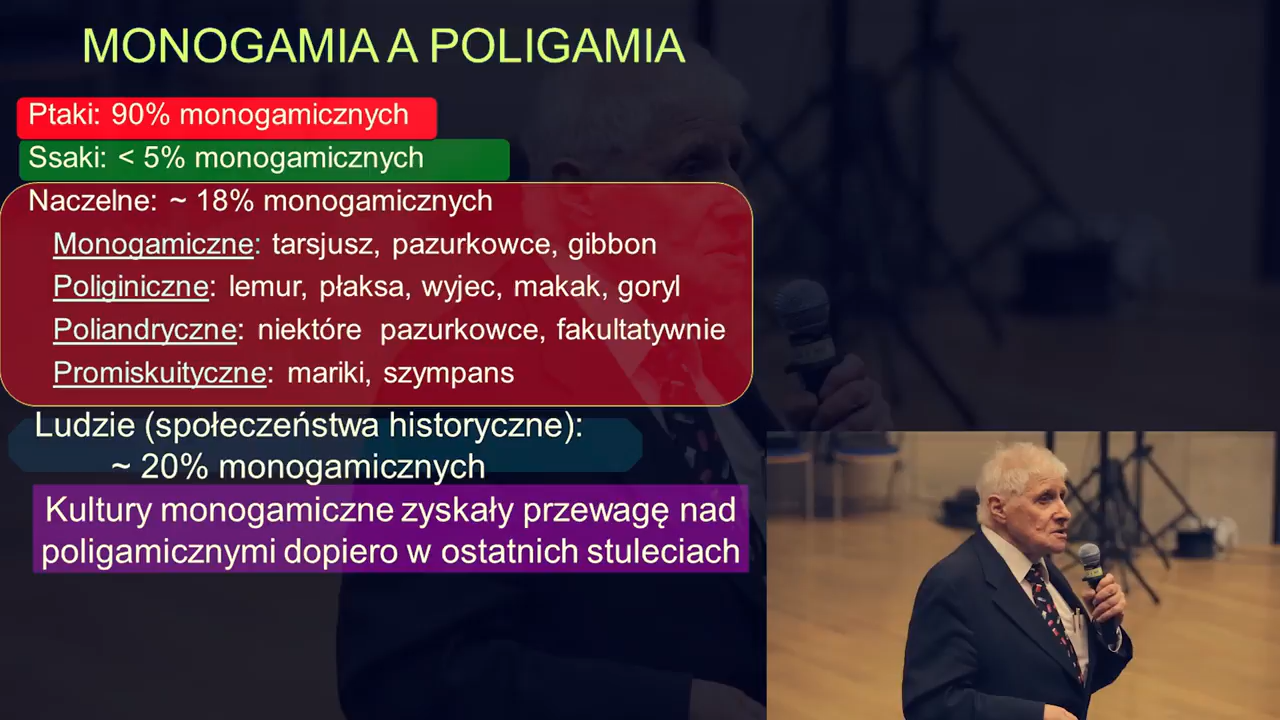 MONOGAMIA A POLIGAMIA
Ptaki: 90% monogamicznych
Ssaki: < 5% monogamicznych
Naczelne: ~ 18% monogamicznych
Monogamiczne: tarsjusz, pazurkowce, gibbon
Poliginiczne: lemur, płaksa, wyjec, makak, goryl
Poliandryczne: niektóre pazurkowce, fakultatywnie
Promiskuityczne: mariki, szympans
Ludzie (społeczeństwa historyczne):
~ 20% monogamicznych
Kultury monogamiczne zyskały przewagę nad
poligamicznymi dopiero w ostatnich stuleciach